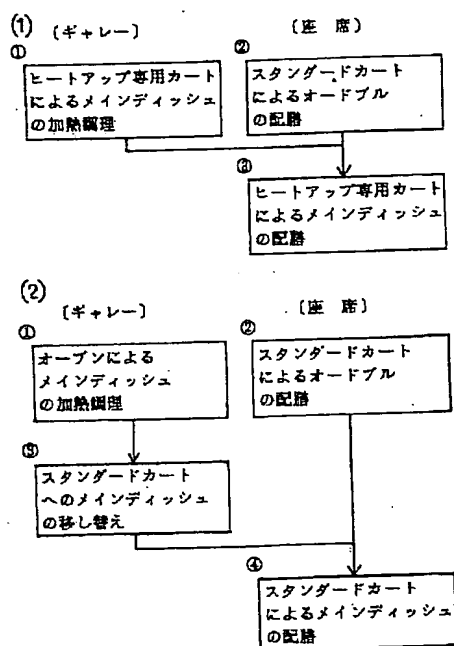 (1)
〔ギャレー〕
〔座 席〕
①
ヒートアップ専用カート
によるメインディッシュ
の加熱調理
②
スタンダードカート
によるオードブル
の配膳
③
ヒートアップ専用カート
によるメインディッシュ
の配膳
(2)
〔ギャレー〕
〔座 席〕
①
オーブンによる
メインディッシュ
の加熱調理
②
スタンダードカート
によるオードブル
の配膳
③
スタンダードカート
へのメインディッシュ
の移し替え
④
スタンダードカート
によるメインディッシュ
の配膳